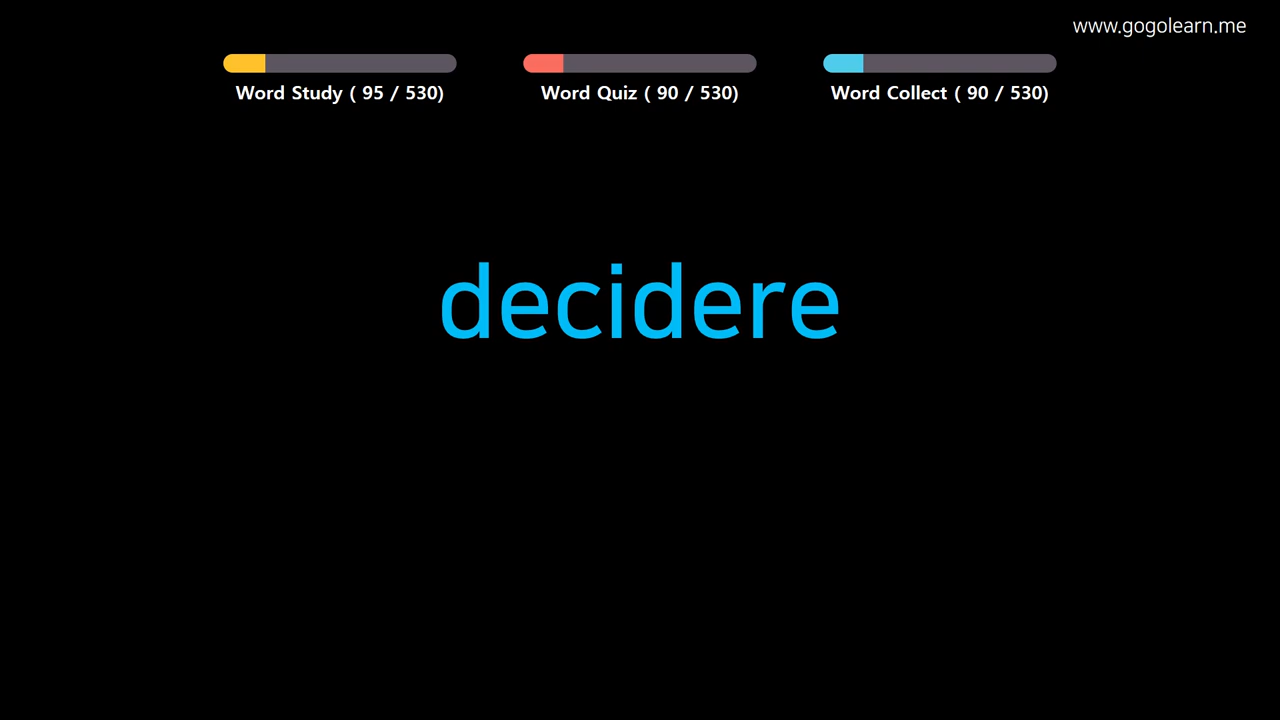 www.gogolearn.me
Word Study ( 95 / 530)
Word Quiz ( 90 / 530)
Word Collect ( 90 / 530)
decidere